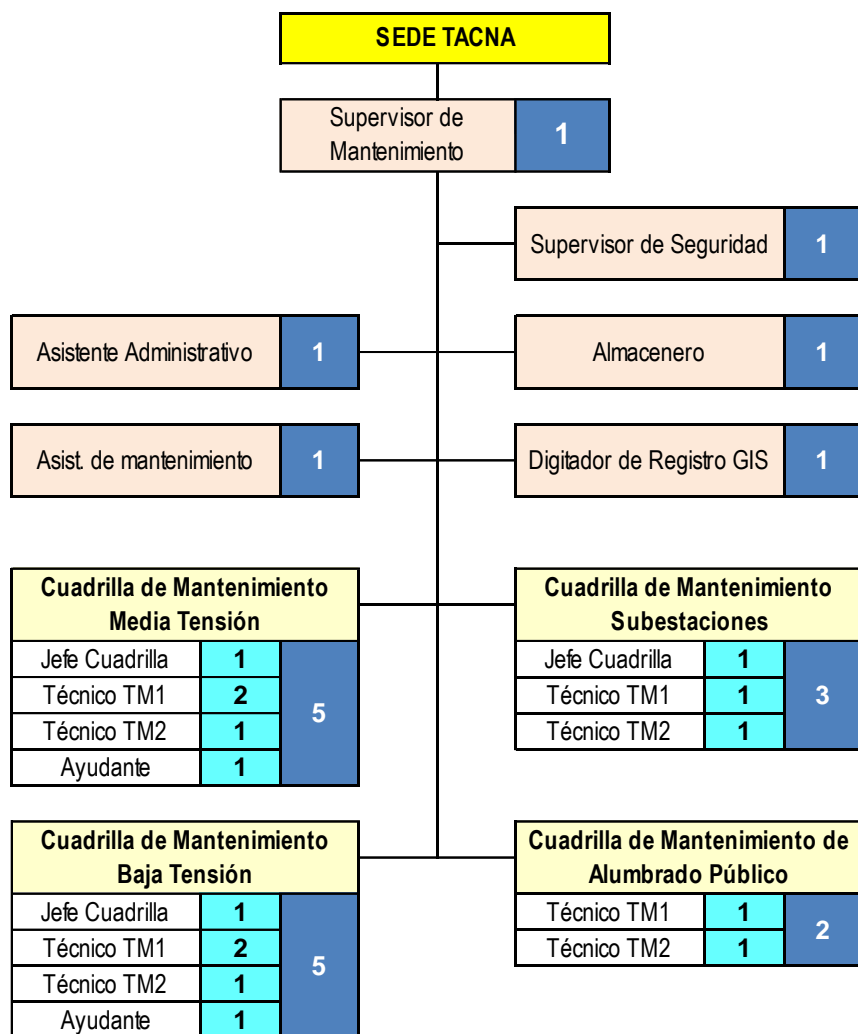 SEDE TACNA
Supervisor de
Mantenimiento
1
Supervisor de Seguridad 1
Asistente Administrativo 1
Almacenero 1
Asist. de mantenimiento 1
Digitador de Registro GIS 1
Cuadrilla de Mantenimiento
Media Tensión
Jefe Cuadrilla 1
Técnico TM1 2
Técnico TM2 1
Ayudante 1
5
Cuadrilla de Mantenimiento
Subestaciones
Jefe Cuadrilla 1
Técnico TM1 1
Técnico TM2 1
3
Cuadrilla de Mantenimiento
Baja Tensión
Jefe Cuadrilla 1
Técnico TM1 2
Técnico TM2 1
Ayudante 1
5
Cuadrilla de Mantenimiento de
Alumbrado Público
Técnico TM1 1
Técnico TM2 1
2